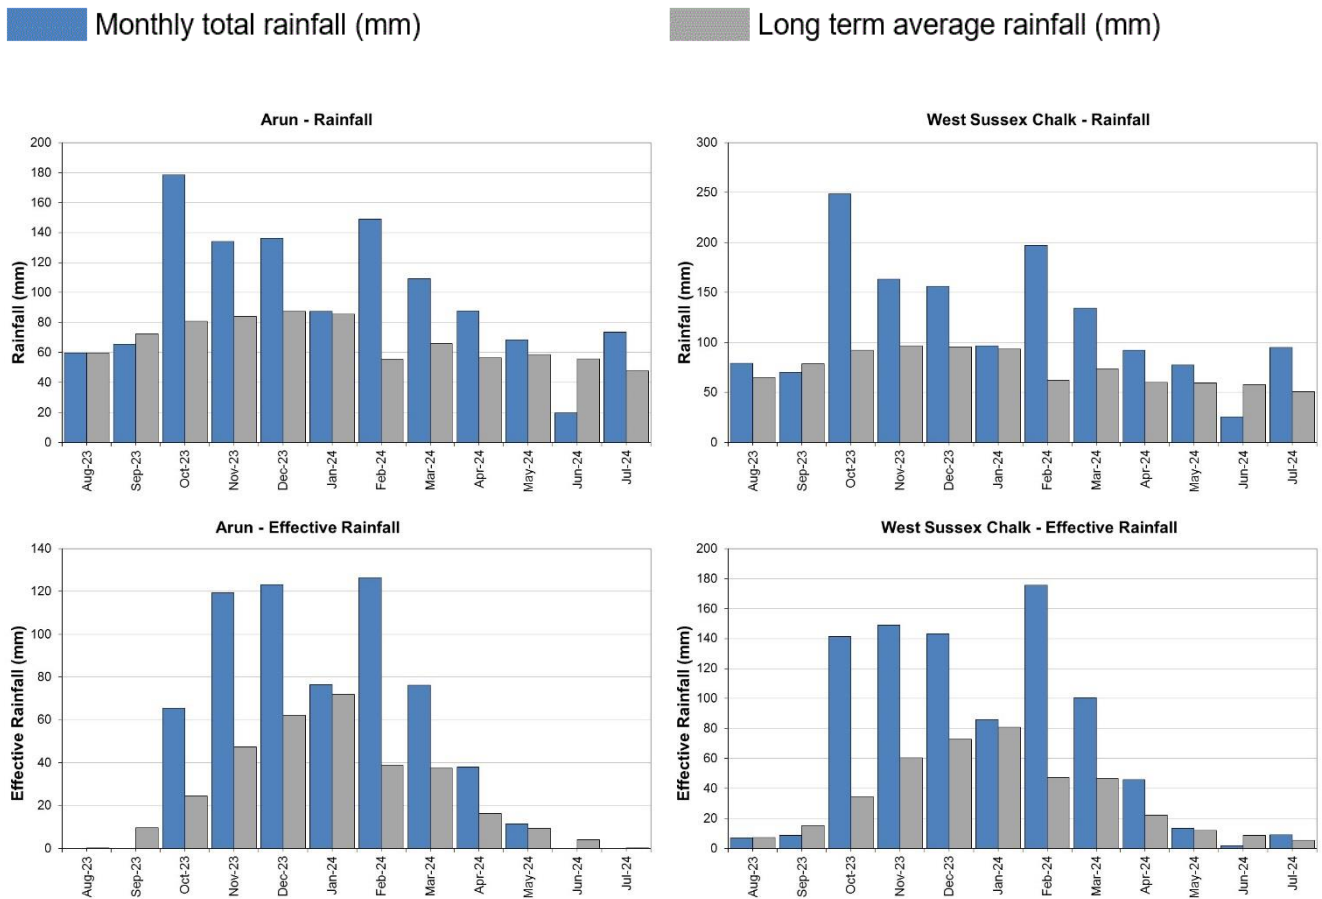 Monthly total rainfall (mm)
Long term average rainfall (mm)
Arun - Rainfall
Rainfall (mm)
200
180
160
140
120
100
80
60
40
20
0
Aug-23
Sep-23
Oct-23
Nov-23
Dec-23
Jan-24
Feb-24
Mar-24
Apr-24
May-24
Jun-24
Jul-24
West Sussex Chalk - Rainfall
Rainfall (mm)
300
250
200
150
100
50
0
Aug-23
Sep-23
Oct-23
Nov-23
Dec-23
Jan-24
Feb-24
Mar-24
Apr-24
May-24
Jun-24
Jul-24
Arun - Effective Rainfall
Effective Rainfall (mm)
140
120
100
80
60
40
20
0
Aug-23
Sep-23
Oct-23
Nov-23
Dec-23
Jan-24
Feb-24
Mar-24
Apr-24
May-24
Jun-24
Jul-24
West Sussex Chalk - Effective Rainfall
Effective Rainfall (mm)
200
180
160
140
120
100
80
60
40
20
0
Aug-23
Sep-23
Oct-23
Nov-23
Dec-23
Jan-24
Feb-24
Mar-24
Apr-24
May-24
Jun-24
Jul-24